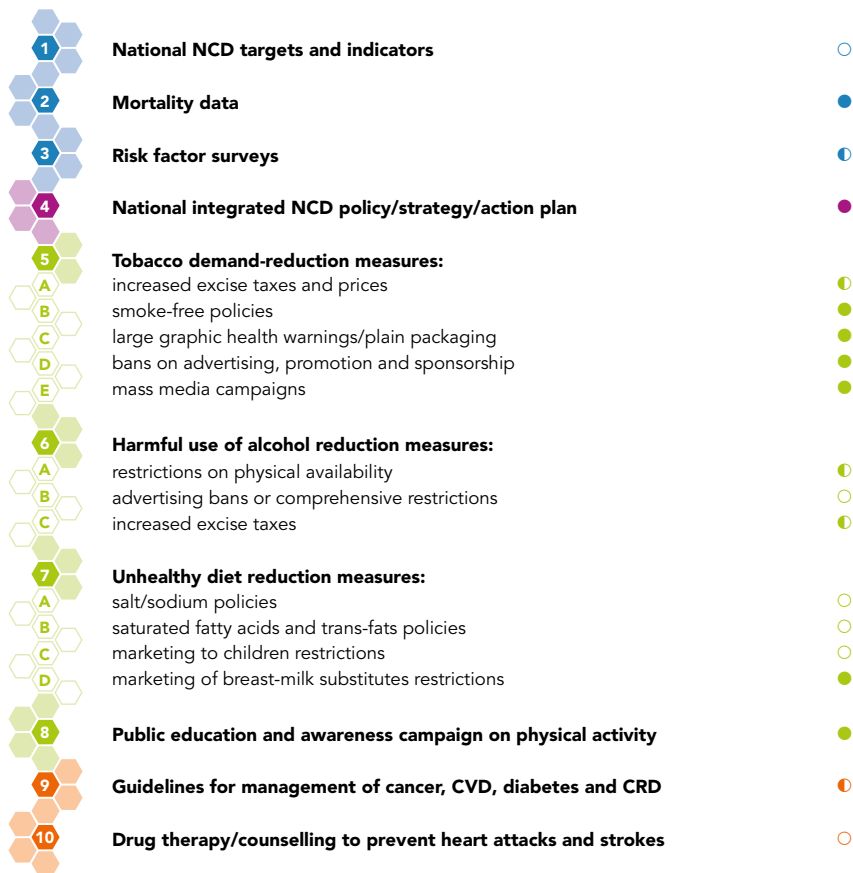 1 National NCD targets and indicators ○
2 Mortality data ●
3 Risk factor surveys ◐
4 National integrated NCD policy/strategy/action plan ●
5 Tobacco demand-reduction measures:
A increased excise taxes and prices ◐
B smoke-free policies ●
C large graphic health warnings/plain packaging ●
D bans on advertising, promotion and sponsorship ●
E mass media campaigns ●
6 Harmful use of alcohol reduction measures:
A restrictions on physical availability ◐
B advertising bans or comprehensive restrictions ○
C increased excise taxes ◐
7 Unhealthy diet reduction measures:
A salt/sodium policies ○
B saturated fatty acids and trans-fats policies ○
C marketing to children restrictions ○
D marketing of breast-milk substitutes restrictions ●
8 Public education and awareness campaign on physical activity ●
9 Guidelines for management of cancer, CVD, diabetes and CRD ◐
10 Drug therapy/counselling to prevent heart attacks and strokes ○